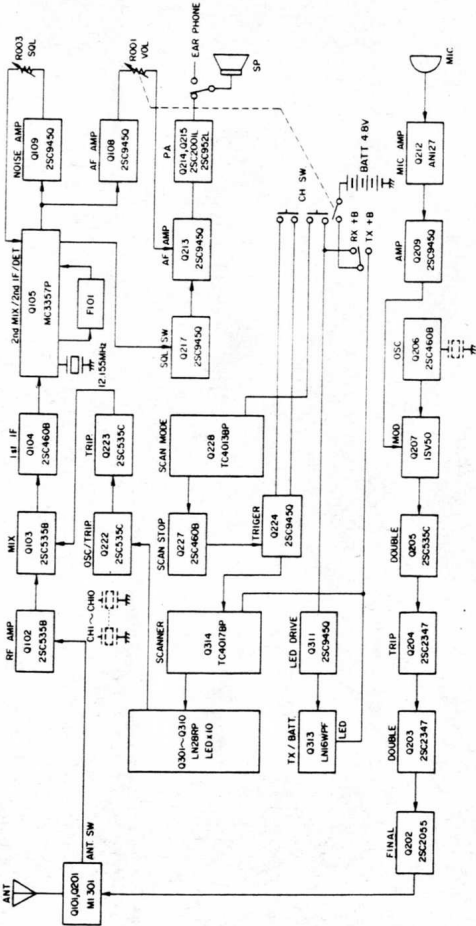 ANT
Q101,Q201
MI 301
ANT SW
RF AMP
Q102
2SC535B
MIX
Q103
2SC535B
1st IF
Q104
2SC460B
2nd MIX/2nd IF/DET
Q105
MC3357P
F101
12.155MHz
NOISE AMP
Q109
2SC945Q
R003
SQL
Q108
2SC945Q
AF AMP
R001
VOL
CH1~CH10
OSC/TRIP
Q222
2SC535C
TRIP
Q223
2SC535C
SQL SW
Q217
2SC945Q
AF AMP
Q213
2SC945Q
PA
Q214,Q215
2SC2001L
2SC952L
EAR PHONE
SP
Q301~Q310
LN28RP
LED×10
SCANNER
Q314
TC4017BP
SCAN STOP
Q227
2SC460B
SCAN MODE
Q228
TC4013BP
TRIGER
Q224
2SC945Q
CH SW
TX/BATT.
Q313
LN16WPF
LED
LED DRIVE
Q311
2SC945Q
RX +B
TX +B
BATT 4.8V
FINAL
Q202
2SC2055
DOUBLE
Q203
2SC2347
TRIP
Q204
2SC2347
DOUBLE
Q205
2SC535C
MOD
Q207
1SV50
OSC
Q206
2SC460B
AMP
Q209
2SC945Q
MIC AMP
Q212
AN127
MIC